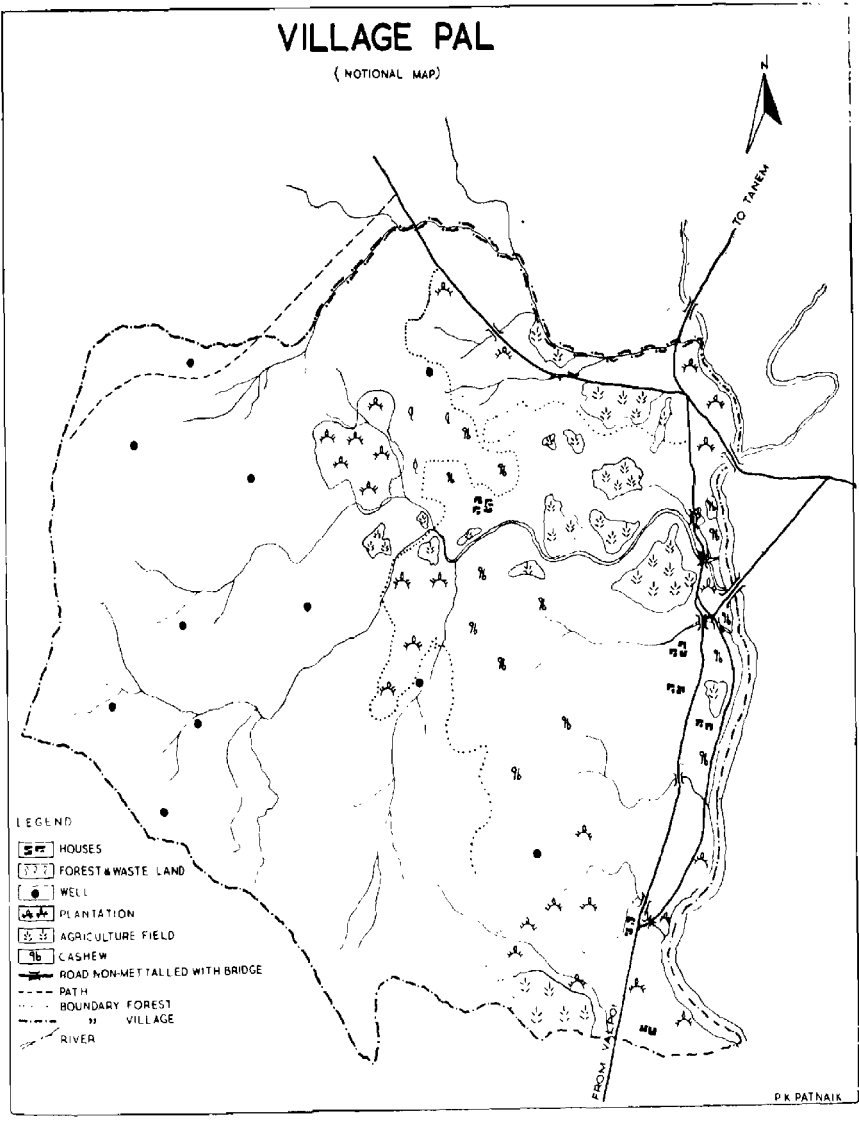 VILLAGE PAL
( NOTIONAL MAP)
N
TO TANEM
LEGEND
HOUSES
FOREST & WASTE LAND
WELL
PLANTATION
AGRICULTURE FIELD
CASHEW
ROAD NON-METTALLED WITH BRIDGE
PATH
BOUNDARY FOREST
" VILLAGE
RIVER
FROM VALPOI
P K PATNAIK